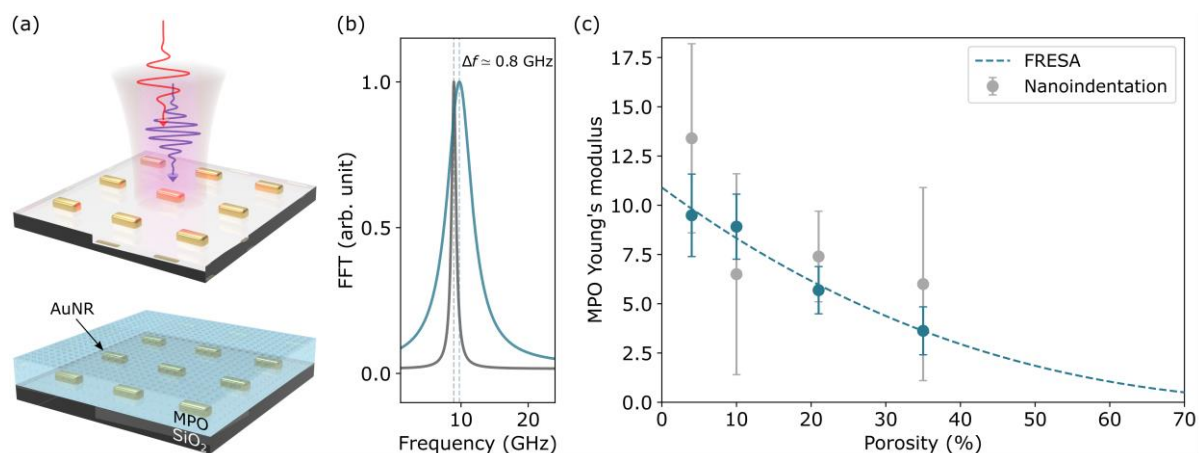 (a)
AuNR
MPO
SiO₂
(b)
Δf ≃ 0.8 GHz
FFT (arb. unit)
1.0
0.5
0.0
10
20
Frequency (GHz)
(c)
MPO Young's modulus
17.5
15.0
12.5
10.0
7.5
5.0
2.5
0.0
FRESA
Nanoindentation
0
10
20
30
40
50
60
70
Porosity (%)